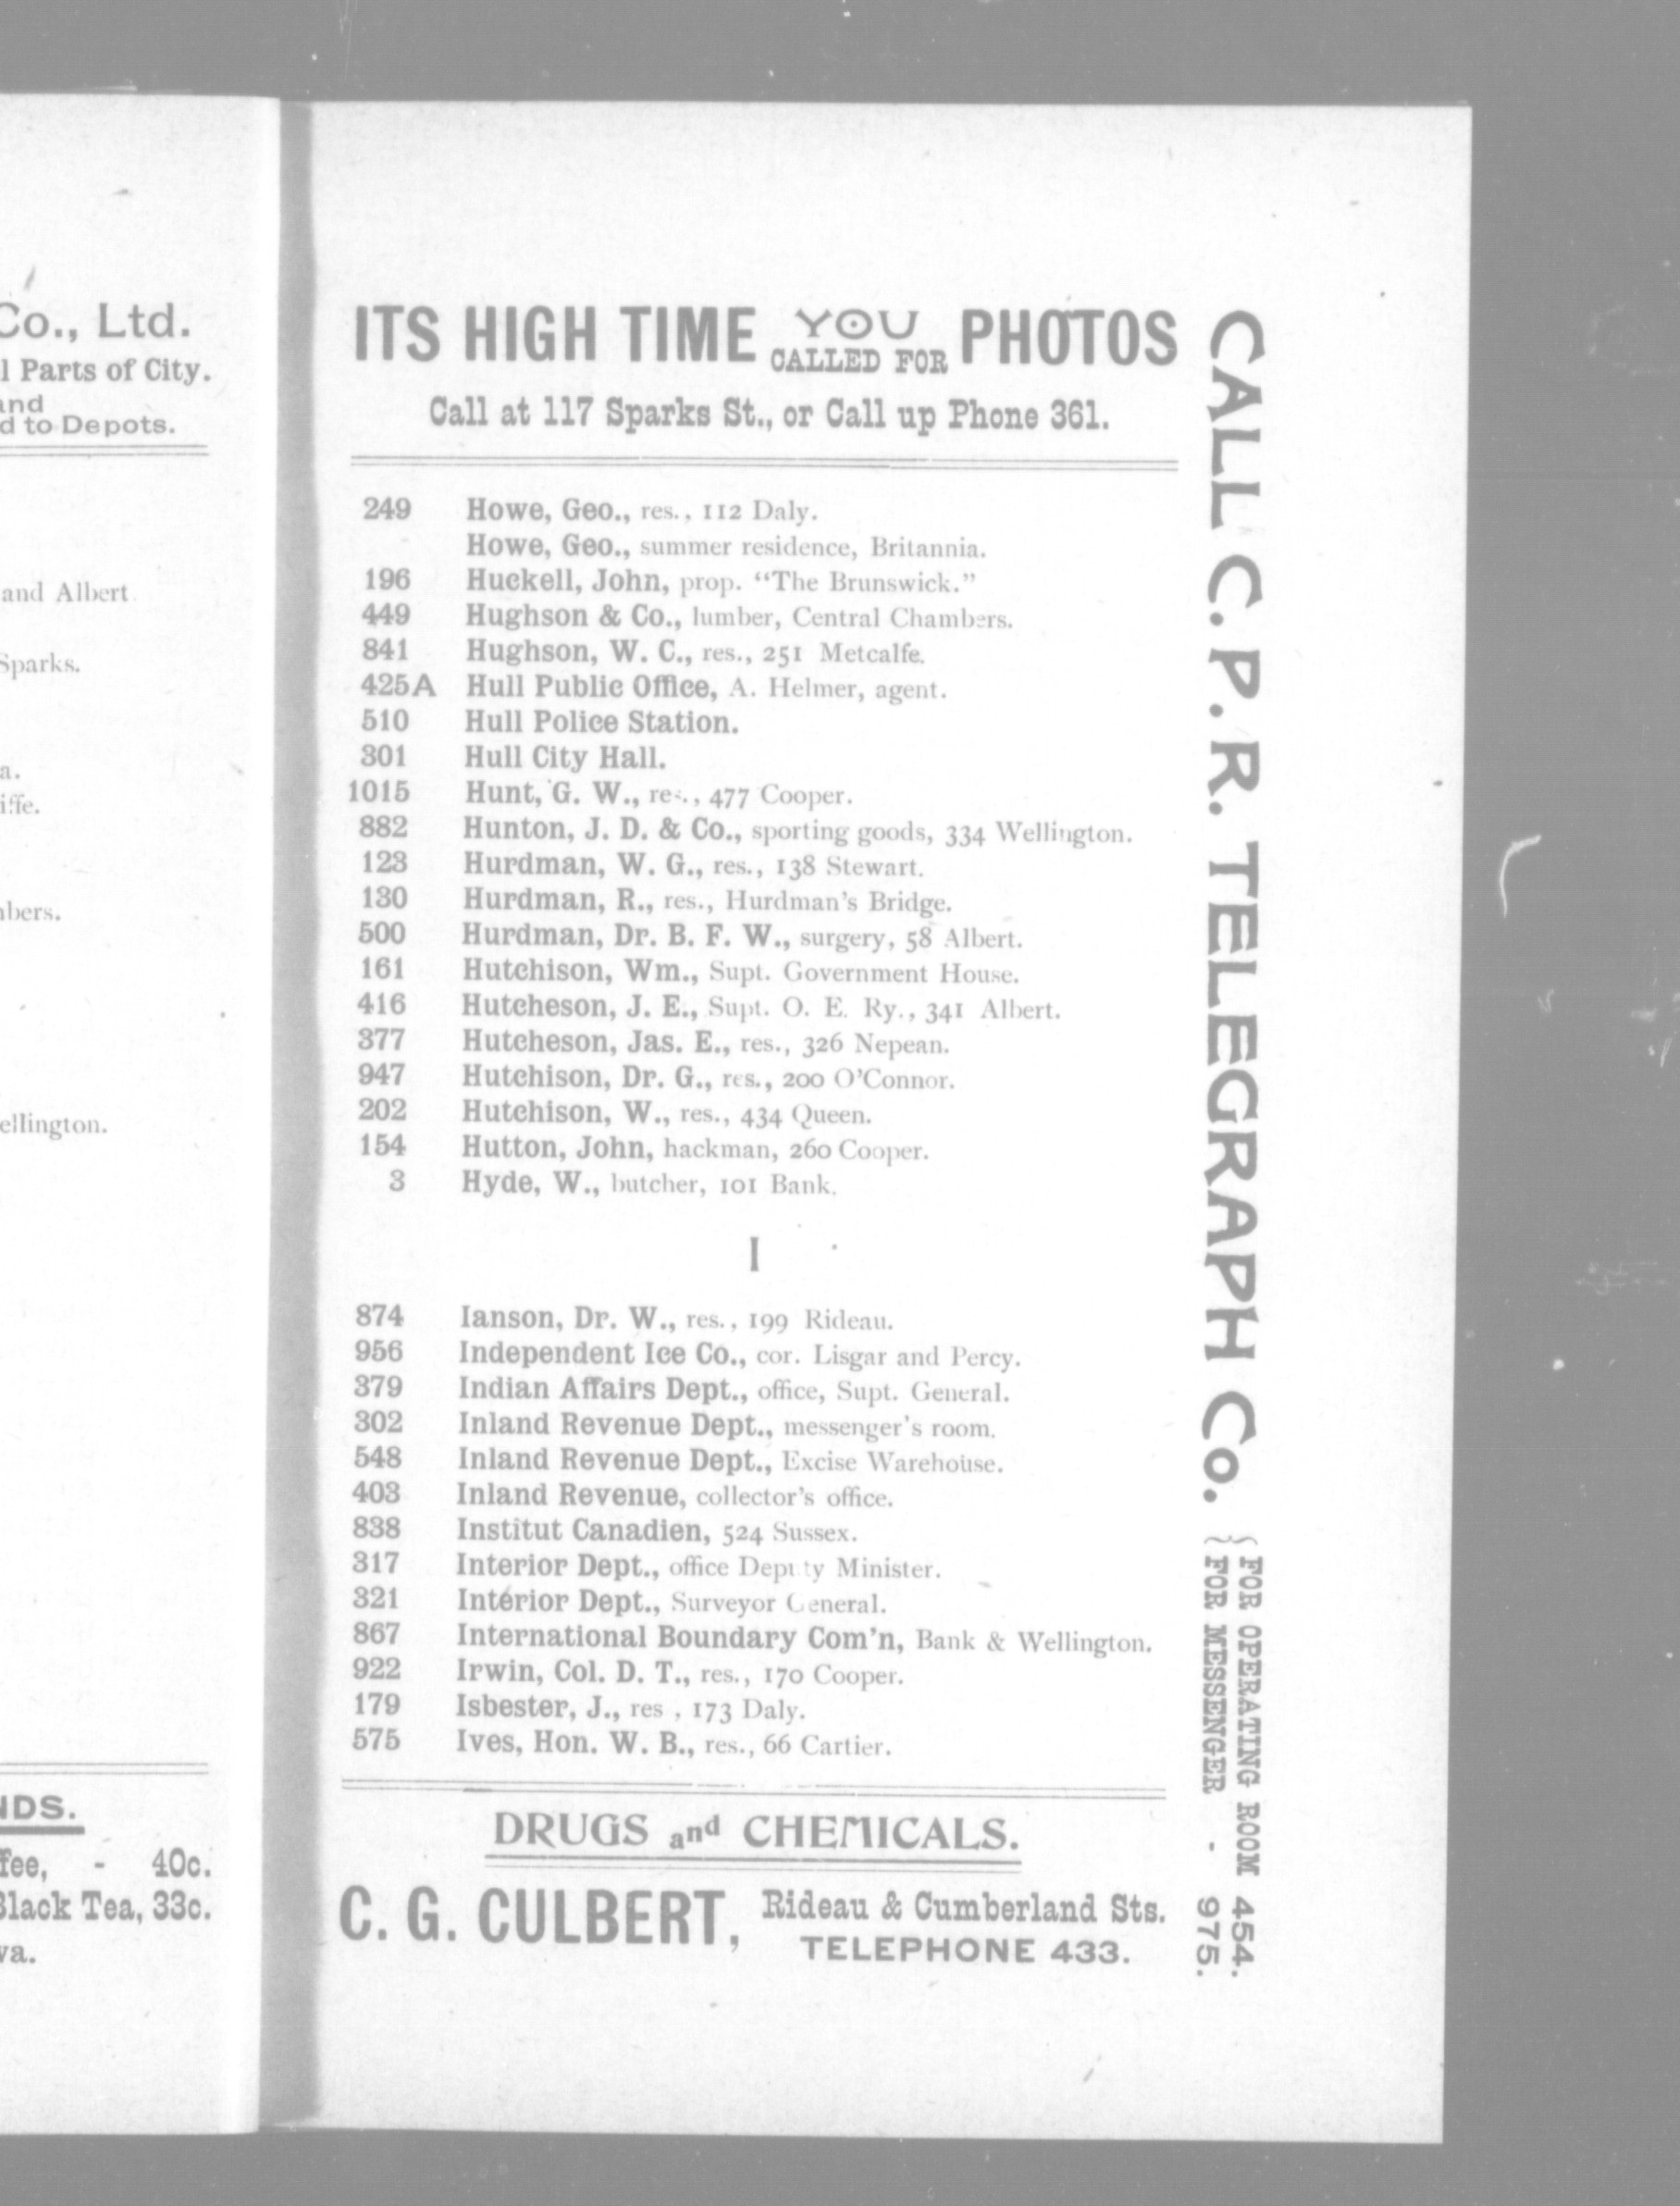 Co., Ltd.
l Parts of City.
and
d to Depots.
and Albert.
Sparks.
a.
iffe.
mbers.
ellington.
NDS.
fee, - 40c.
Black Tea, 33c.
wa.
ITS HIGH TIME YOU CALLED FOR PHOTOS
Call at 117 Sparks St., or Call up Phone 361.
249 Howe, Geo., res., 112 Daly.
Howe, Geo., summer residence, Britannia.
196 Huckell, John, prop. “The Brunswick.”
449 Hughson & Co., lumber, Central Chambers.
841 Hughson, W. C., res., 251 Metcalfe.
425A Hull Public Office, A. Helmer, agent.
510 Hull Police Station.
301 Hull City Hall.
1015 Hunt, G. W., res., 477 Cooper.
882 Hunton, J. D. & Co., sporting goods, 334 Wellington.
123 Hurdman, W. G., res., 138 Stewart.
130 Hurdman, R., res., Hurdman’s Bridge.
500 Hurdman, Dr. B. F. W., surgery, 58 Albert.
161 Hutchison, Wm., Supt. Government House.
416 Hutcheson, J. E., Supt. O. E. Ry., 341 Albert.
377 Hutcheson, Jas. E., res., 326 Nepean.
947 Hutchison, Dr. G., res., 200 O’Connor.
202 Hutchison, W., res., 434 Queen.
154 Hutton, John, hackman, 260 Cooper.
3 Hyde, W., butcher, 101 Bank.
I
874 Ianson, Dr. W., res., 199 Rideau.
956 Independent Ice Co., cor. Lisgar and Percy.
379 Indian Affairs Dept., office, Supt. General.
302 Inland Revenue Dept., messenger’s room.
548 Inland Revenue Dept., Excise Warehouse.
403 Inland Revenue, collector’s office.
838 Institut Canadien, 524 Sussex.
317 Interior Dept., office Deputy Minister.
321 Interior Dept., Surveyor General.
867 International Boundary Com’n, Bank & Wellington.
922 Irwin, Col. D. T., res., 170 Cooper.
179 Isbester, J., res , 173 Daly.
575 Ives, Hon. W. B., res., 66 Cartier.
DRUGS and CHEMICALS.
C. G. CULBERT, Rideau & Cumberland Sts.
TELEPHONE 433.
CALL C. P. R. TELEGRAPH Co.
{ FOR OPERATING ROOM 454.
{ FOR MESSENGER - 975.